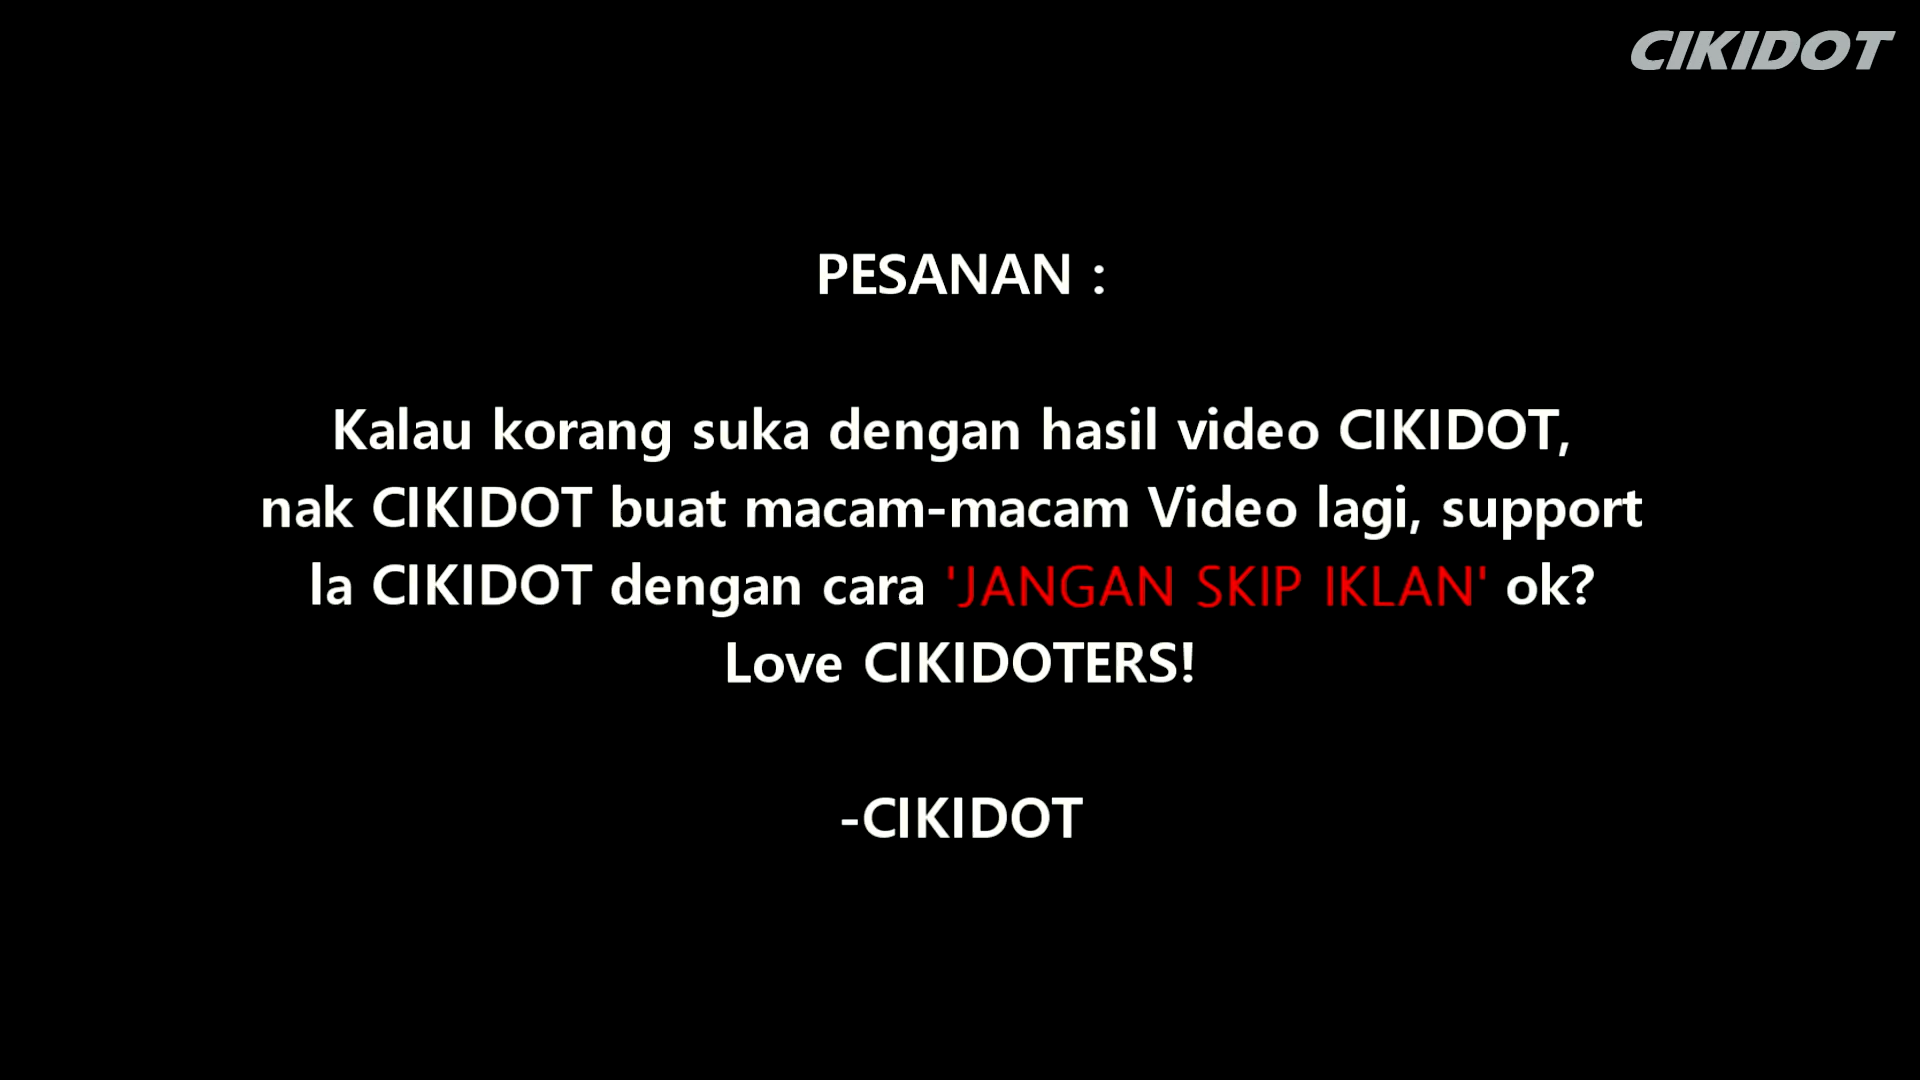 CIKIDOT
PESANAN :
Kalau korang suka dengan hasil video CIKIDOT,
nak CIKIDOT buat macam-macam Video lagi, support
la CIKIDOT dengan cara 'JANGAN SKIP IKLAN' ok?
Love CIKIDOTERS!
-CIKIDOT